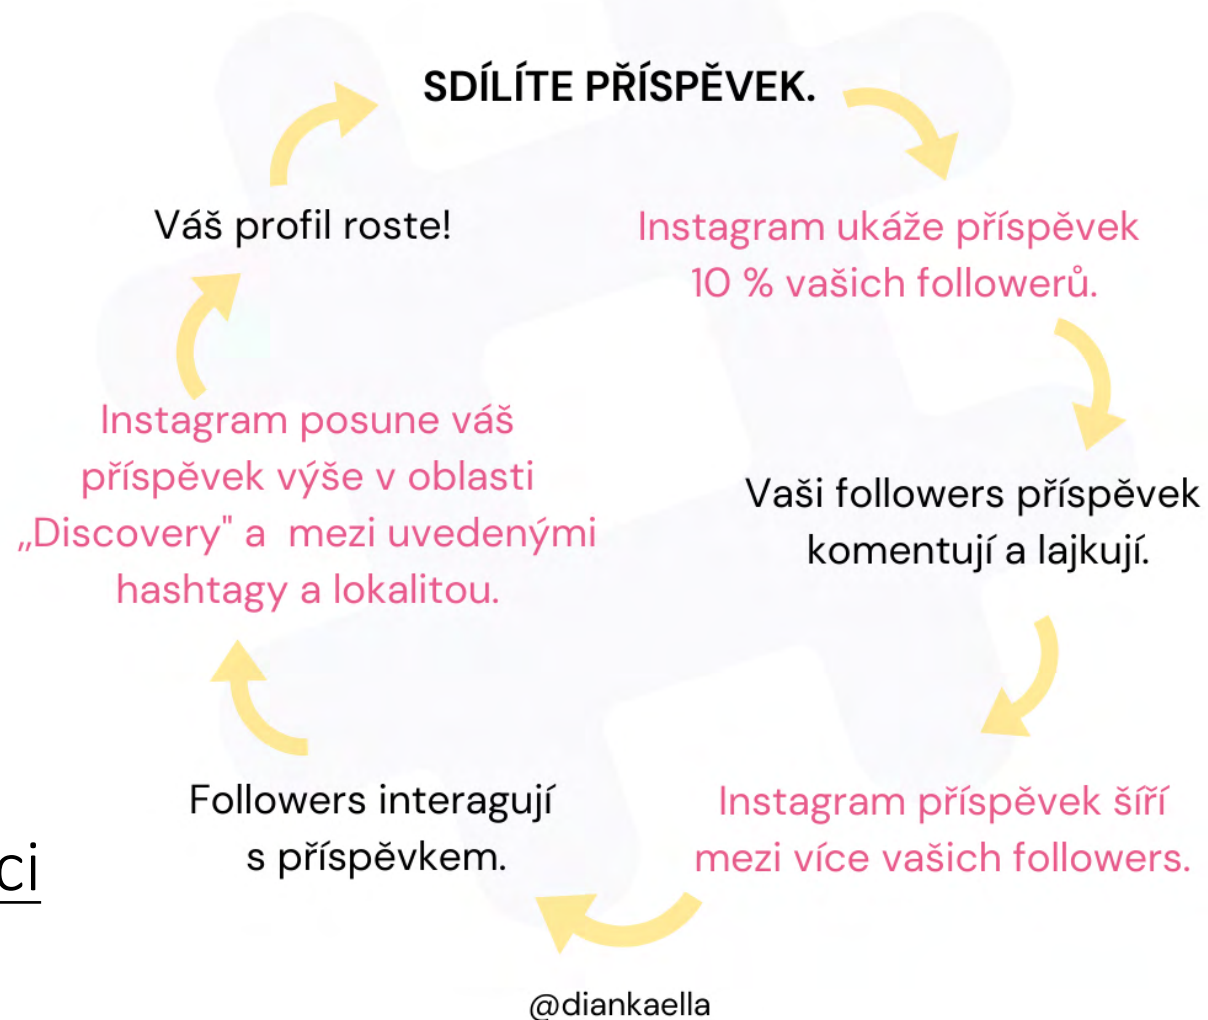 SDÍLÍTE PŘÍSPĚVEK.
Instagram ukáže příspěvek
10 % vašich followerů.
Vaši followers příspěvek
komentují a lajkují.
Instagram příspěvek šíří
mezi více vašich followers.
Followers interagují
s příspěvkem.
Instagram posune váš
příspěvek výše v oblasti
„Discovery" a mezi uvedenými
hashtagy a lokalitou.
Váš profil roste!
ci
@diankaella